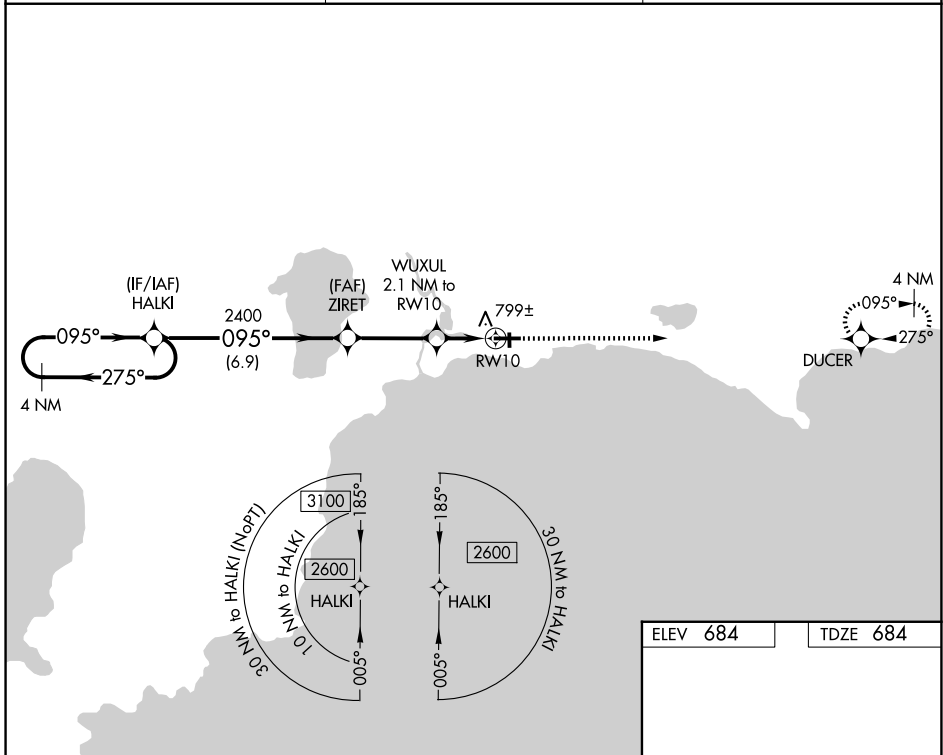 WUXUL
2.1 NM to
RW10
(IF/IAF)
HALKI
(FAF)
ZIRET
799±
4 NM
2400
095°
(6.9)
095°
275°
4 NM
RW10
095°
275°
DUCER
30 NM to HALKI (NoPT)
3100
185°
10 NM to HALKI
2600
HALKI
005°
185°
2600
HALKI
30 NM to HALKI
005°
ELEV 684
TDZE 684